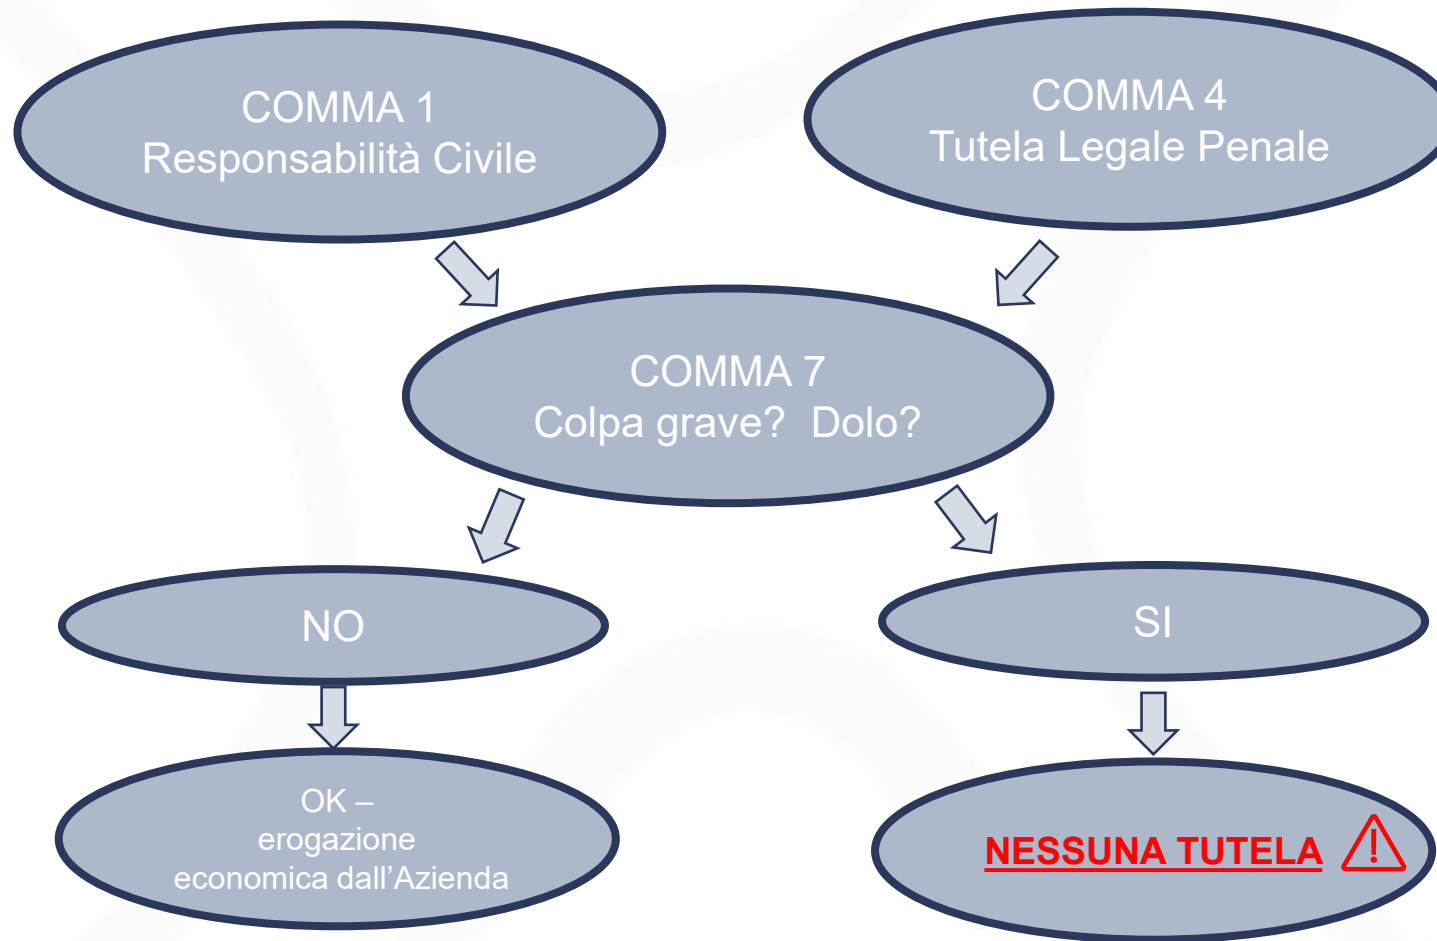 COMMA 1
Responsabilità Civile
COMMA 4
Tutela Legale Penale
COMMA 7
Colpa grave?  Dolo?
NO
SI
OK –
erogazione
economica dall'Azienda
NESSUNA TUTELA